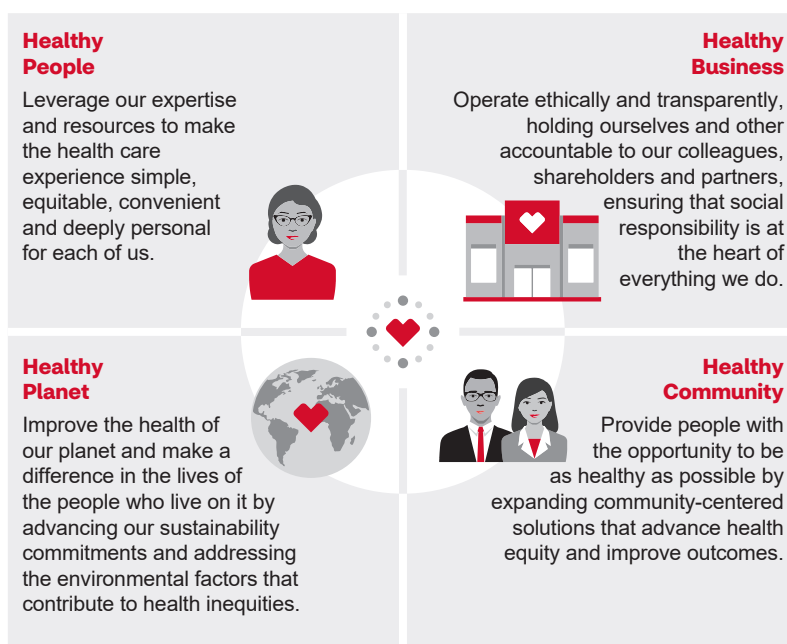 Healthy
People
Leverage our expertise
and resources to make
the health care
experience simple,
equitable, convenient
and deeply personal
for each of us.
Healthy
Business
Operate ethically and transparently,
holding ourselves and other
accountable to our colleagues,
shareholders and partners,
ensuring that social
responsibility is at
the heart of
everything we do.
Healthy
Planet
Improve the health of
our planet and make a
difference in the lives of
the people who live on it by
advancing our sustainability
commitments and addressing
the environmental factors that
contribute to health inequities.
Healthy
Community
Provide people with
the opportunity to be
as healthy as possible by
expanding community-centered
solutions that advance health
equity and improve outcomes.